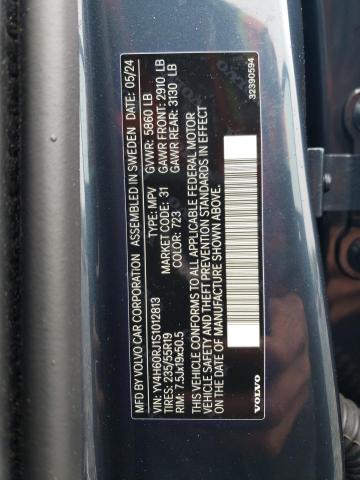 MFD BY VOLVO CAR CORPORATION ASSEMBLED IN SWEDEN DATE: 05/24
GVWR: 5860 LB
GAWR FRONT: 2910 LB
VIN: YV4H60RJ1S1012813 TYPE: MPV GAWR REAR: 3130 LB
TIRES: 235/55R19 MARKET CODE: 31
RIM: 7.5Jx19x50.5 COLOR: 723
THIS VEHICLE CONFORMS TO ALL APPLICABLE FEDERAL MOTOR
VEHICLE SAFETY AND THEFT PREVENTION STANDARDS IN EFFECT
ON THE DATE OF MANUFACTURE SHOWN ABOVE.
VOLVO 32390594